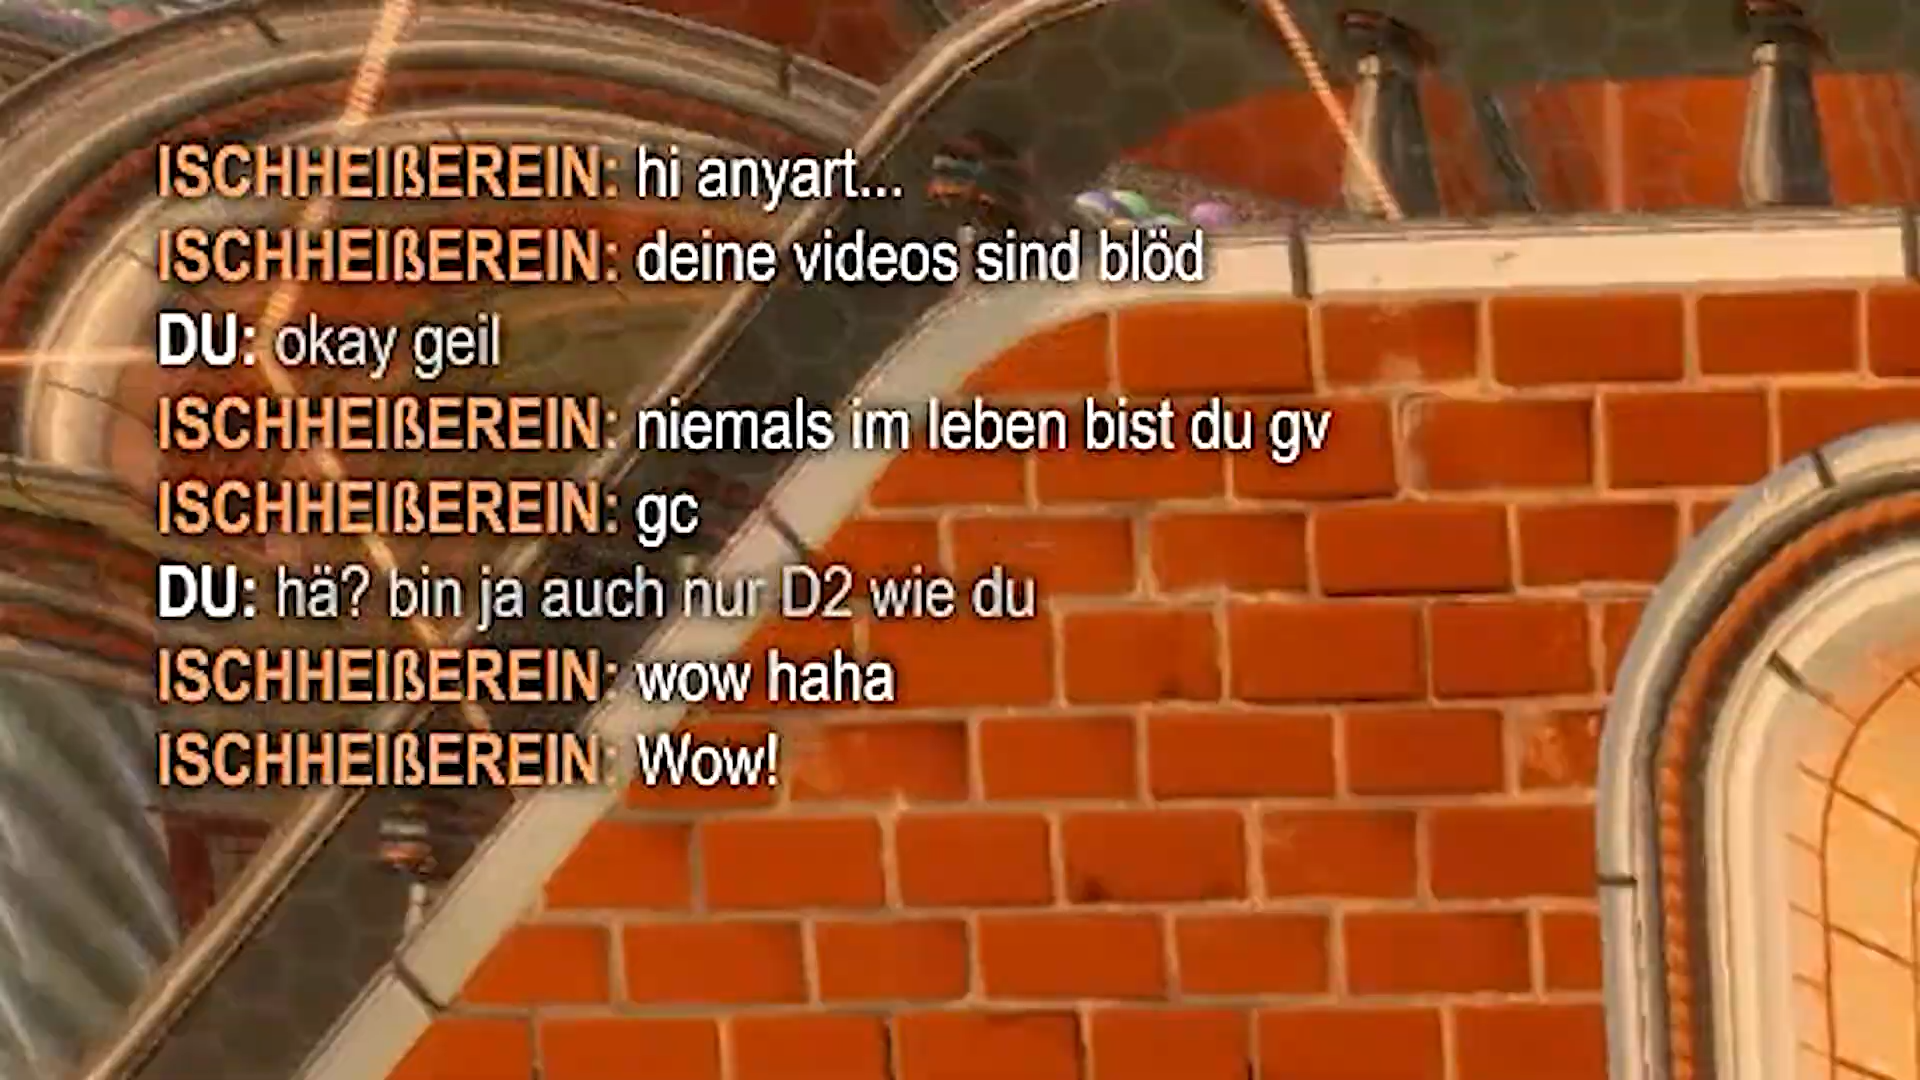 ISCHHEIßEREIN: hi anyart...
ISCHHEIßEREIN: deine videos sind blöd
DU: okay geil
ISCHHEIßEREIN: niemals im leben bist du gv
ISCHHEIßEREIN: gc
DU: hä? bin ja auch nur D2 wie du
ISCHHEIßEREIN: wow haha
ISCHHEIßEREIN: Wow!